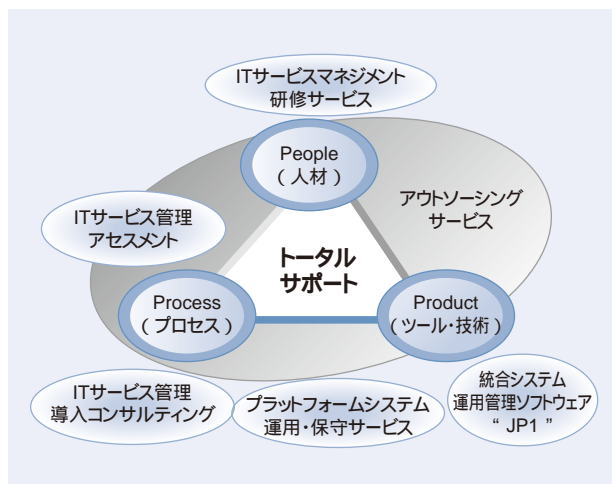 ITサービスマネジメント
研修サービス
People
（人材）
アウトソーシング
サービス
ITサービス管理
アセスメント
トータル
サポート
Process
（プロセス）
Product
（ツール・技術）
ITサービス管理
導入コンサルティング
プラットフォームシステム
運用・保守サービス
統合システム
運用管理ソフトウェア
“ JP1 ”